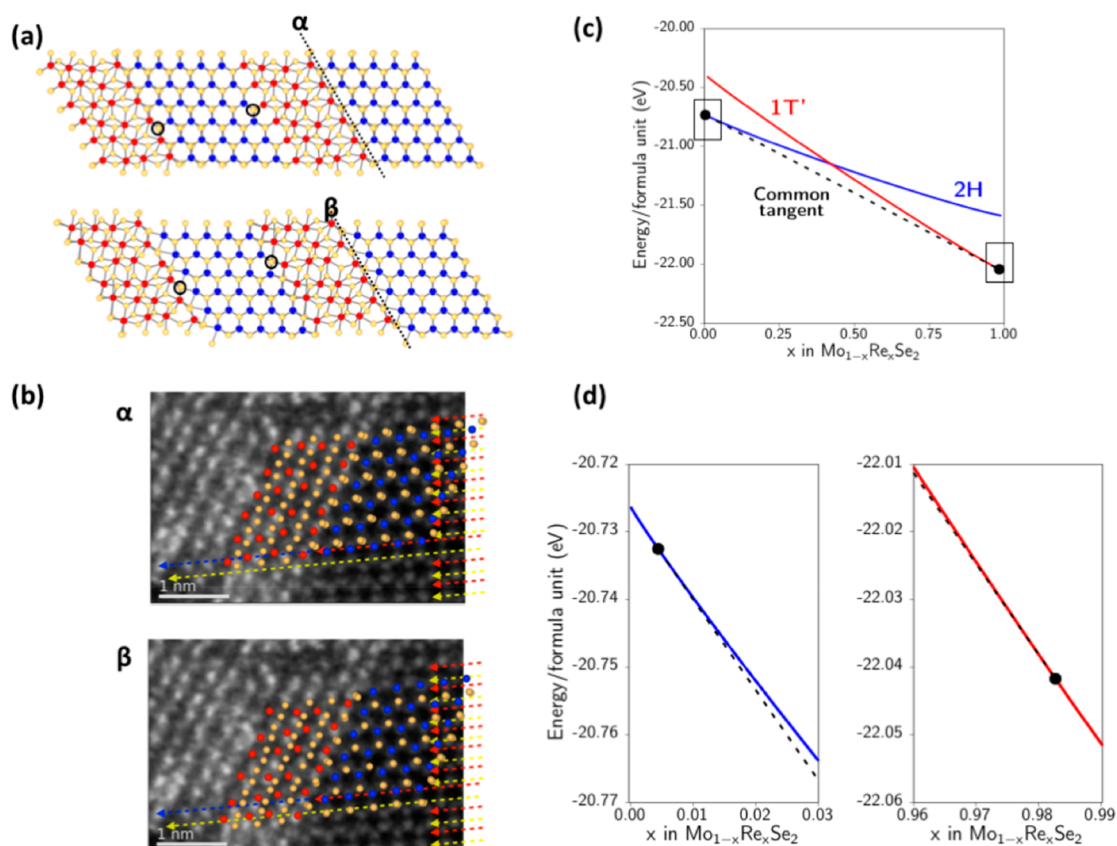 (a)
α
β
(b)
α
1 nm
β
1 nm
(c)
-20.00
-20.50
-21.00
-21.50
-22.00
-22.50
Energy/formula unit (eV)
1T'
2H
Common
tangent
0.00 0.25 0.50 0.75 1.00
x in Mo₁₋ₓReₓSe₂
(d)
-20.72
-20.73
-20.74
-20.75
-20.76
-20.77
Energy/formula unit (eV)
0.00 0.01 0.02 0.03
x in Mo₁₋ₓReₓSe₂
-22.01
-22.02
-22.03
-22.04
-22.05
-22.06
0.96 0.97 0.98 0.99
x in Mo₁₋ₓReₓSe₂